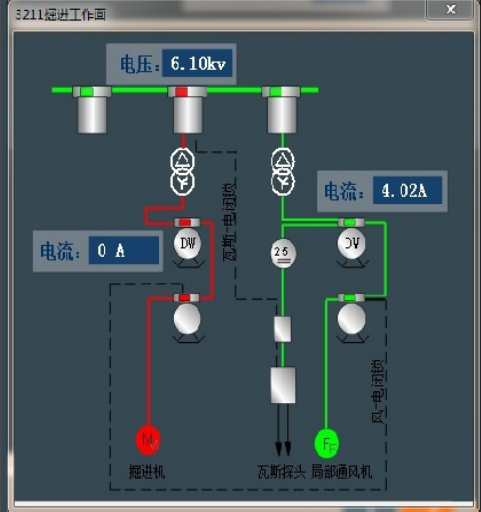 3211掘进工作面
x
电压: 6.10kv
电流: 4.02A
瓦斯-电闭锁
电流: 0 A
DW
DW
25
风-电闭锁
M
F
掘进机
瓦斯探头
局部通风机